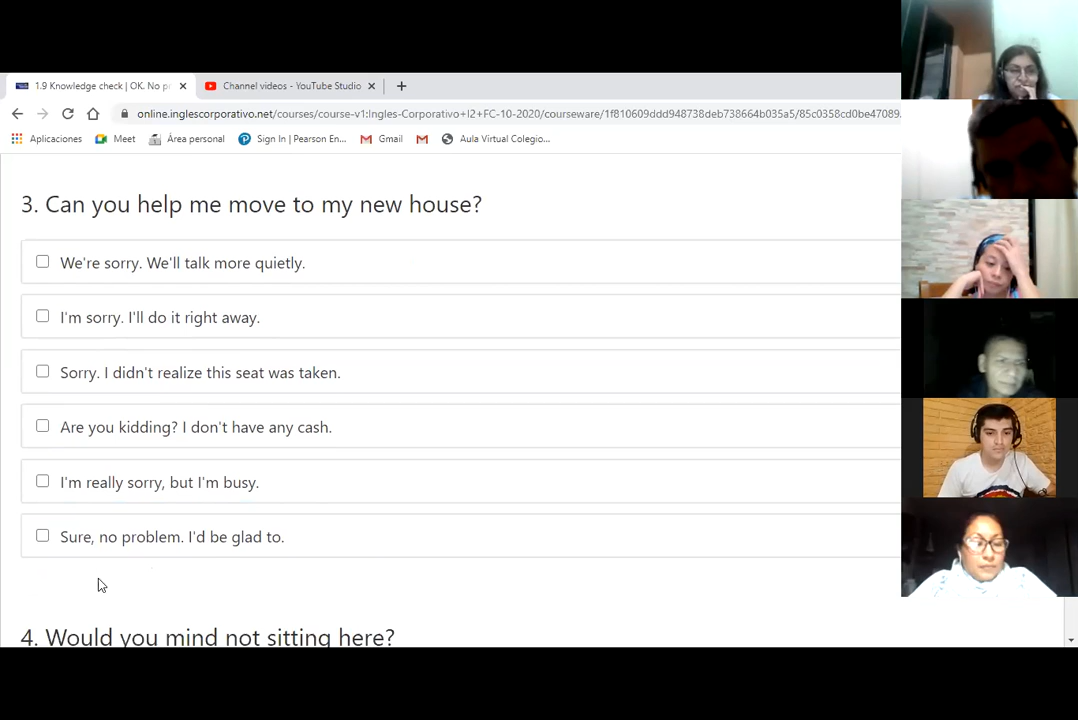 1.9 Knowledge check | OK. No pr
Channel videos - YouTube Studio
online.inglescorporativo.net/courses/course-v1:Ingles-Corporativo+I2+FC-10-2020/courseware/1f810609ddd948738deb738664b035a5/85c0358cd0be47089.
Aplicaciones Meet Área personal Sign In | Pearson En... Gmail Aula Virtual Colegio...
3. Can you help me move to my new house?
We're sorry. We'll talk more quietly.
I'm sorry. I'll do it right away.
Sorry. I didn't realize this seat was taken.
Are you kidding? I don't have any cash.
I'm really sorry, but I'm busy.
Sure, no problem. I'd be glad to.
4. Would you mind not sitting here?